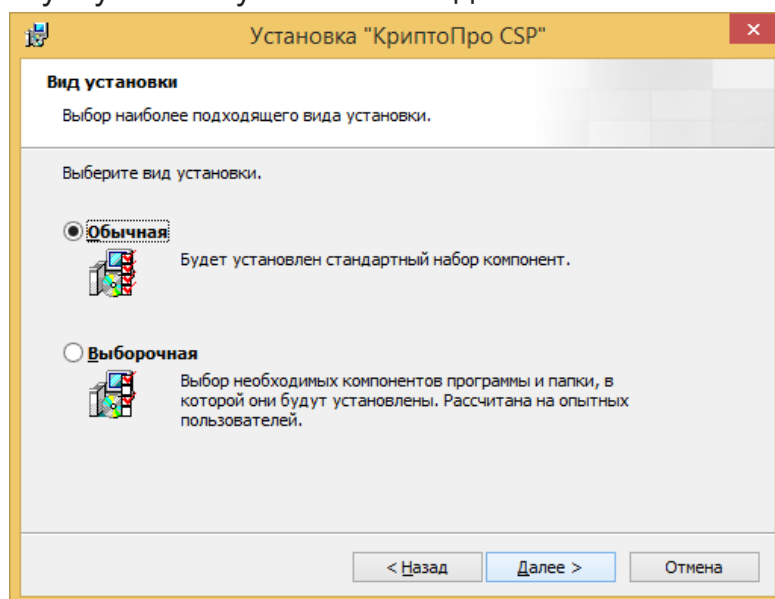 Установка "КриптоПро CSP"
Вид установки
Выбор наиболее подходящего вида установки.
Выберите вид установки.
Обычная
Будет установлен стандартный набор компонент.
Выборочная
Выбор необходимых компонентов программы и папки, в
которой они будут установлены. Рассчитана на опытных
пользователей.
< Назад
Далее >
Отмена